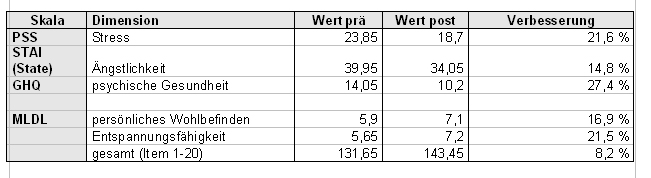 Skala Dimension Wert prä Wert post Verbesserung
PSS Stress 23,85 18,7 21,6 %
STAI
(State) Ängstlichkeit 39,95 34,05 14,8 %
GHQ psychische Gesundheit 14,05 10,2 27,4 %
MLDL persönliches Wohlbefinden 5,9 7,1 16,9 %
Entspannungsfähigkeit 5,65 7,2 21,5 %
gesamt (Item 1-20) 131,65 143,45 8,2 %